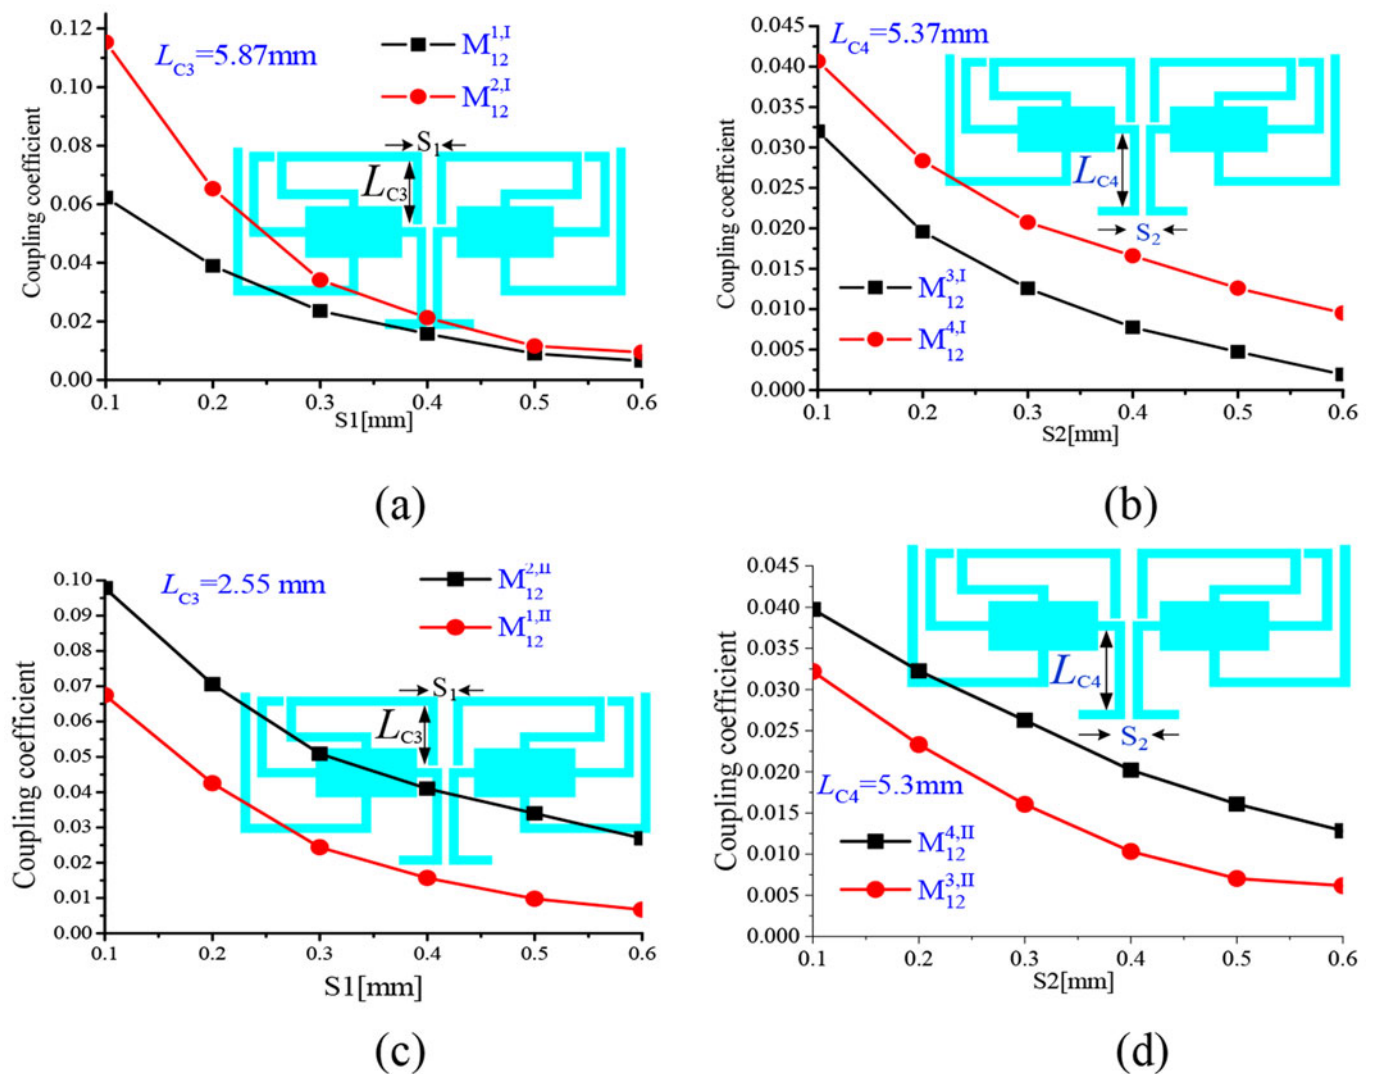 0.12
0.10
0.08
0.06
0.04
0.02
0.00
Coupling coefficient
L_C3=5.87mm
M_12^1,I
M_12^2,I
S_1
L_C3
0.1 0.2 0.3 0.4 0.5 0.6
S1[mm]
(a)
0.045
0.040
0.035
0.030
0.025
0.020
0.015
0.010
0.005
0.000
Coupling coefficient
L_C4=5.37mm
L_C4
S_2
M_12^3,I
M_12^4,I
0.1 0.2 0.3 0.4 0.5 0.6
S2[mm]
(b)
0.10
0.09
0.08
0.07
0.06
0.05
0.04
0.03
0.02
0.01
0.00
Coupling coefficient
L_C3=2.55 mm
M_12^2,II
M_12^1,II
S_1
L_C3
0.1 0.2 0.3 0.4 0.5 0.6
S1[mm]
(c)
0.045
0.040
0.035
0.030
0.025
0.020
0.015
0.010
0.005
0.000
Coupling coefficient
L_C4
S_2
L_C4=5.3mm
M_12^4,II
M_12^3,II
0.1 0.2 0.3 0.4 0.5 0.6
S2[mm]
(d)